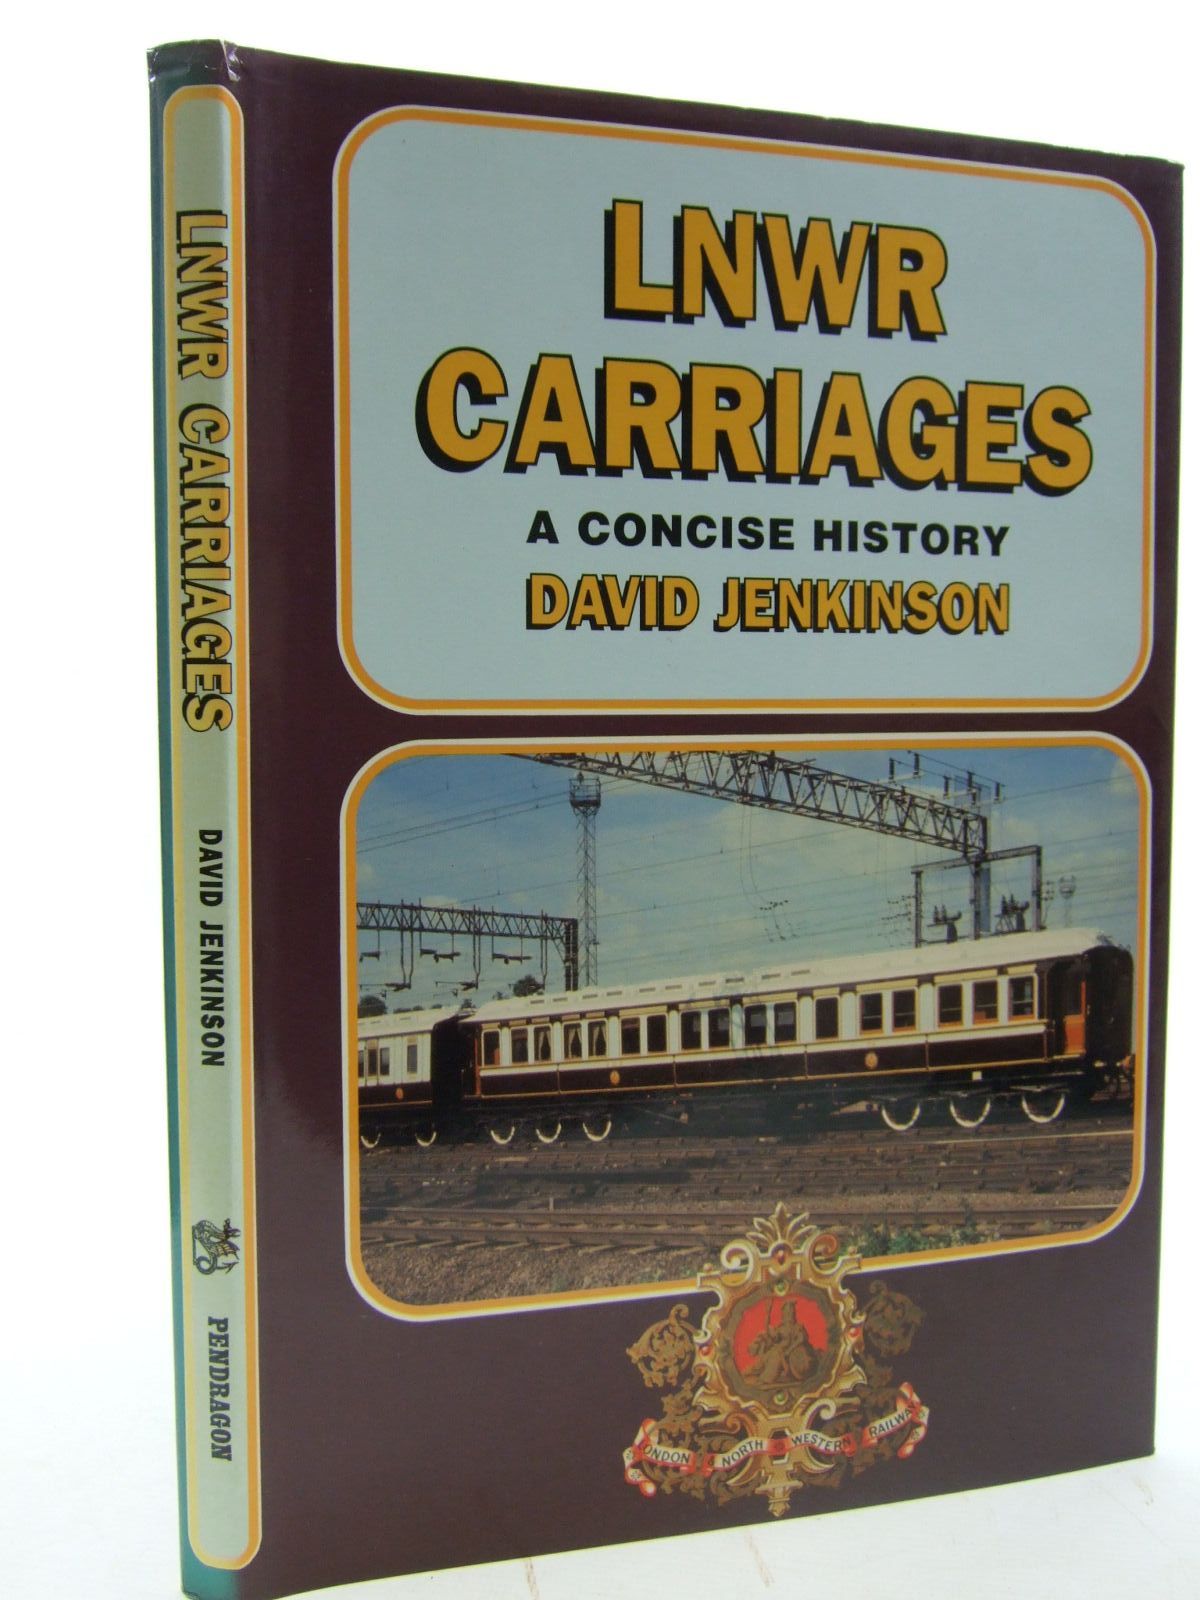 LNWR CARRIAGES
DAVID JENKINSON
PENDRAGON
LNWR
CARRIAGES
A CONCISE HISTORY
DAVID JENKINSON
LONDON & NORTH WESTERN RAILWAY